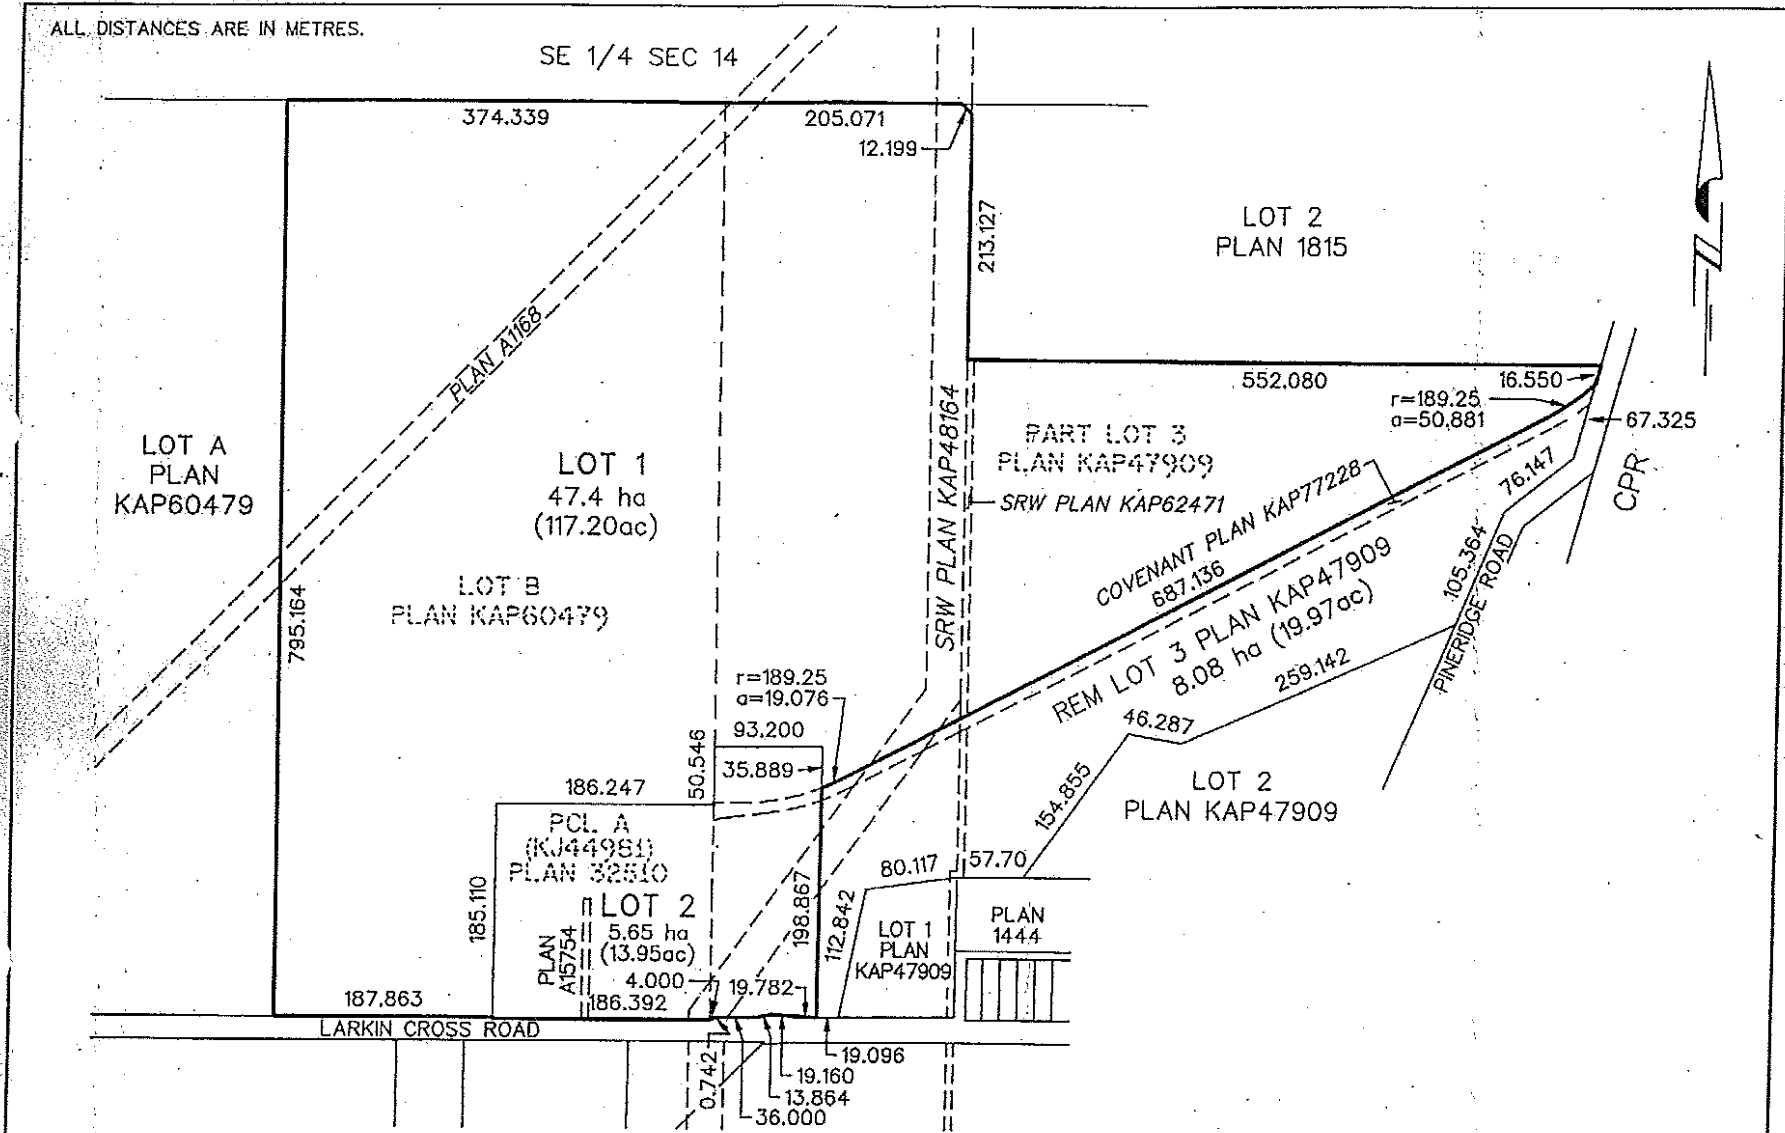 ALL DISTANCES ARE IN METRES.
SE 1/4 SEC 14
374.339
205.071
12.199
213.127
LOT 2
PLAN 1815
PLAN A1168
552.080
16.550
r=189.25
a=50.881
67.325
CPR
LOT A
PLAN
KAP60479
LOT 1
47.4 ha
(117.20ac)
SRW PLAN KAP48164
PART LOT 3
PLAN KAP47909
SRW PLAN KAP62471
76.147
COVENANT PLAN KAP77228
687.136
105.364
PINERIDGE ROAD
LOT B
PLAN KAP60479
795.164
REM LOT 3 PLAN KAP47909
8.08 ha (19.97ac)
259.142
46.287
r=189.25
a=19.076
93.200
50.546
35.889
186.247
154.855
LOT 2
PLAN KAP47909
PCL A
(KJ44981)
PLAN 32510
185.110
LOT 2
5.65 ha
(13.95ac)
PLAN
A15754
198.867
112.842
80.117
57.70
LOT 1
PLAN
KAP47909
PLAN
1444
4.000
19.782
187.863
186.392
LARKIN CROSS ROAD
0.742
19.096
19.160
13.864
36.000